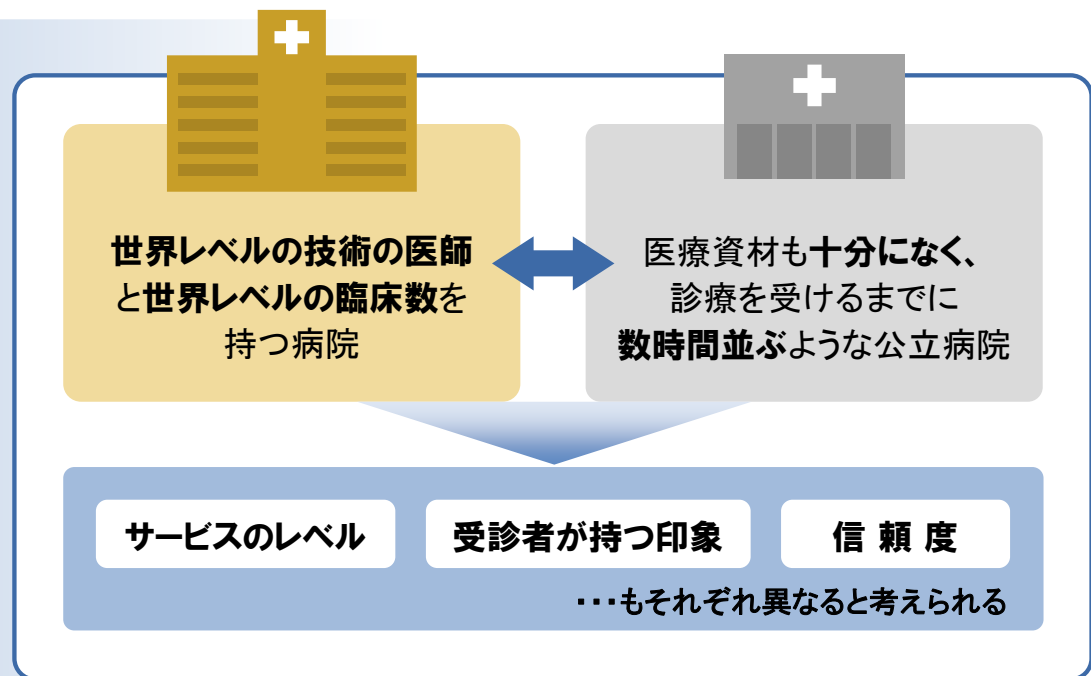 世界レベルの技術の医師
と世界レベルの臨床数を
持つ病院
医療資材も十分になく、
診療を受けるまでに
数時間並ぶような公立病院
サービスのレベル
受診者が持つ印象
信頼度
・・・もそれぞれ異なると考えられる